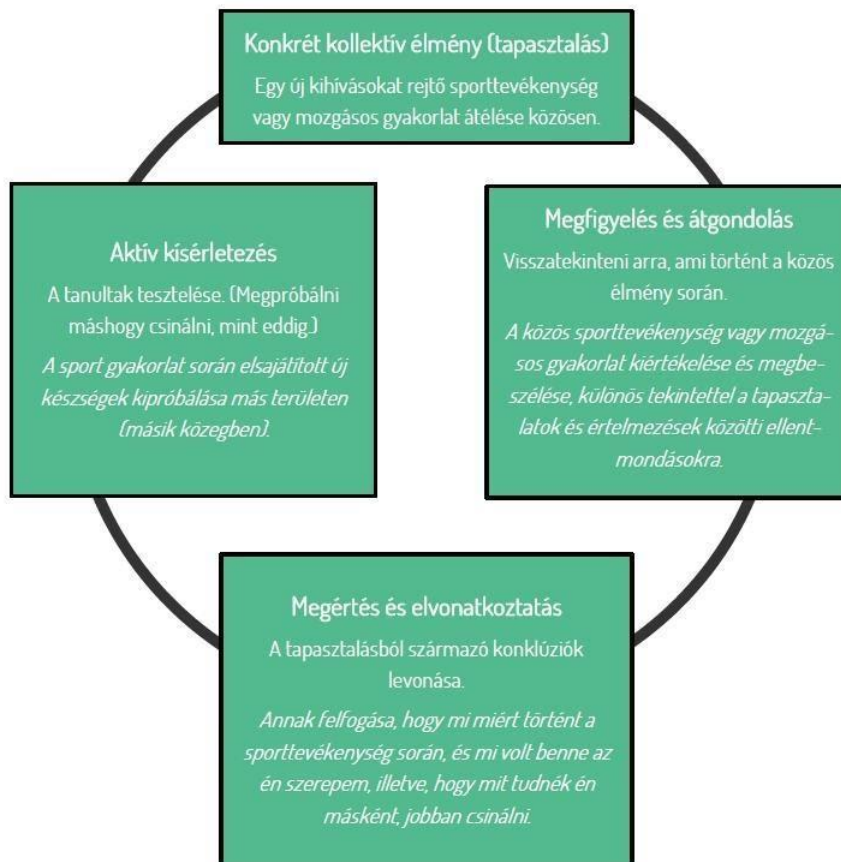 Konkrét kollektív élmény (tapasztalás)
Egy új kihívásokat rejtő sporttevékenység
vagy mozgásos gyakorlat átélése közösen.
Megfigyelés és átgondolás
Visszatekinteni arra, ami történt a közös
élmény során.
A közös sporttevékenység vagy mozgá-
sos gyakorlat kiértékelése és megbe-
szélése, különös tekintettel a tapaszta-
latok és értelmezések közötti ellent-
mondásokra.
Megértés és elvonatkoztatás
A tapasztalásból származó konklúziók
levonása.
Annak felfogása, hogy mi miért történt a
sporttevékenység során, és mi volt benne az
én szerepem, illetve, hogy mit tudnék én
másként, jobban csinálni.
Aktív kísérletezés
A tanultak tesztelése. (Megpróbálni
máshogy csinálni, mint eddig.)
A sport gyakorlat során elsajátított új
készségek kipróbálása más területen
(másik közegben).